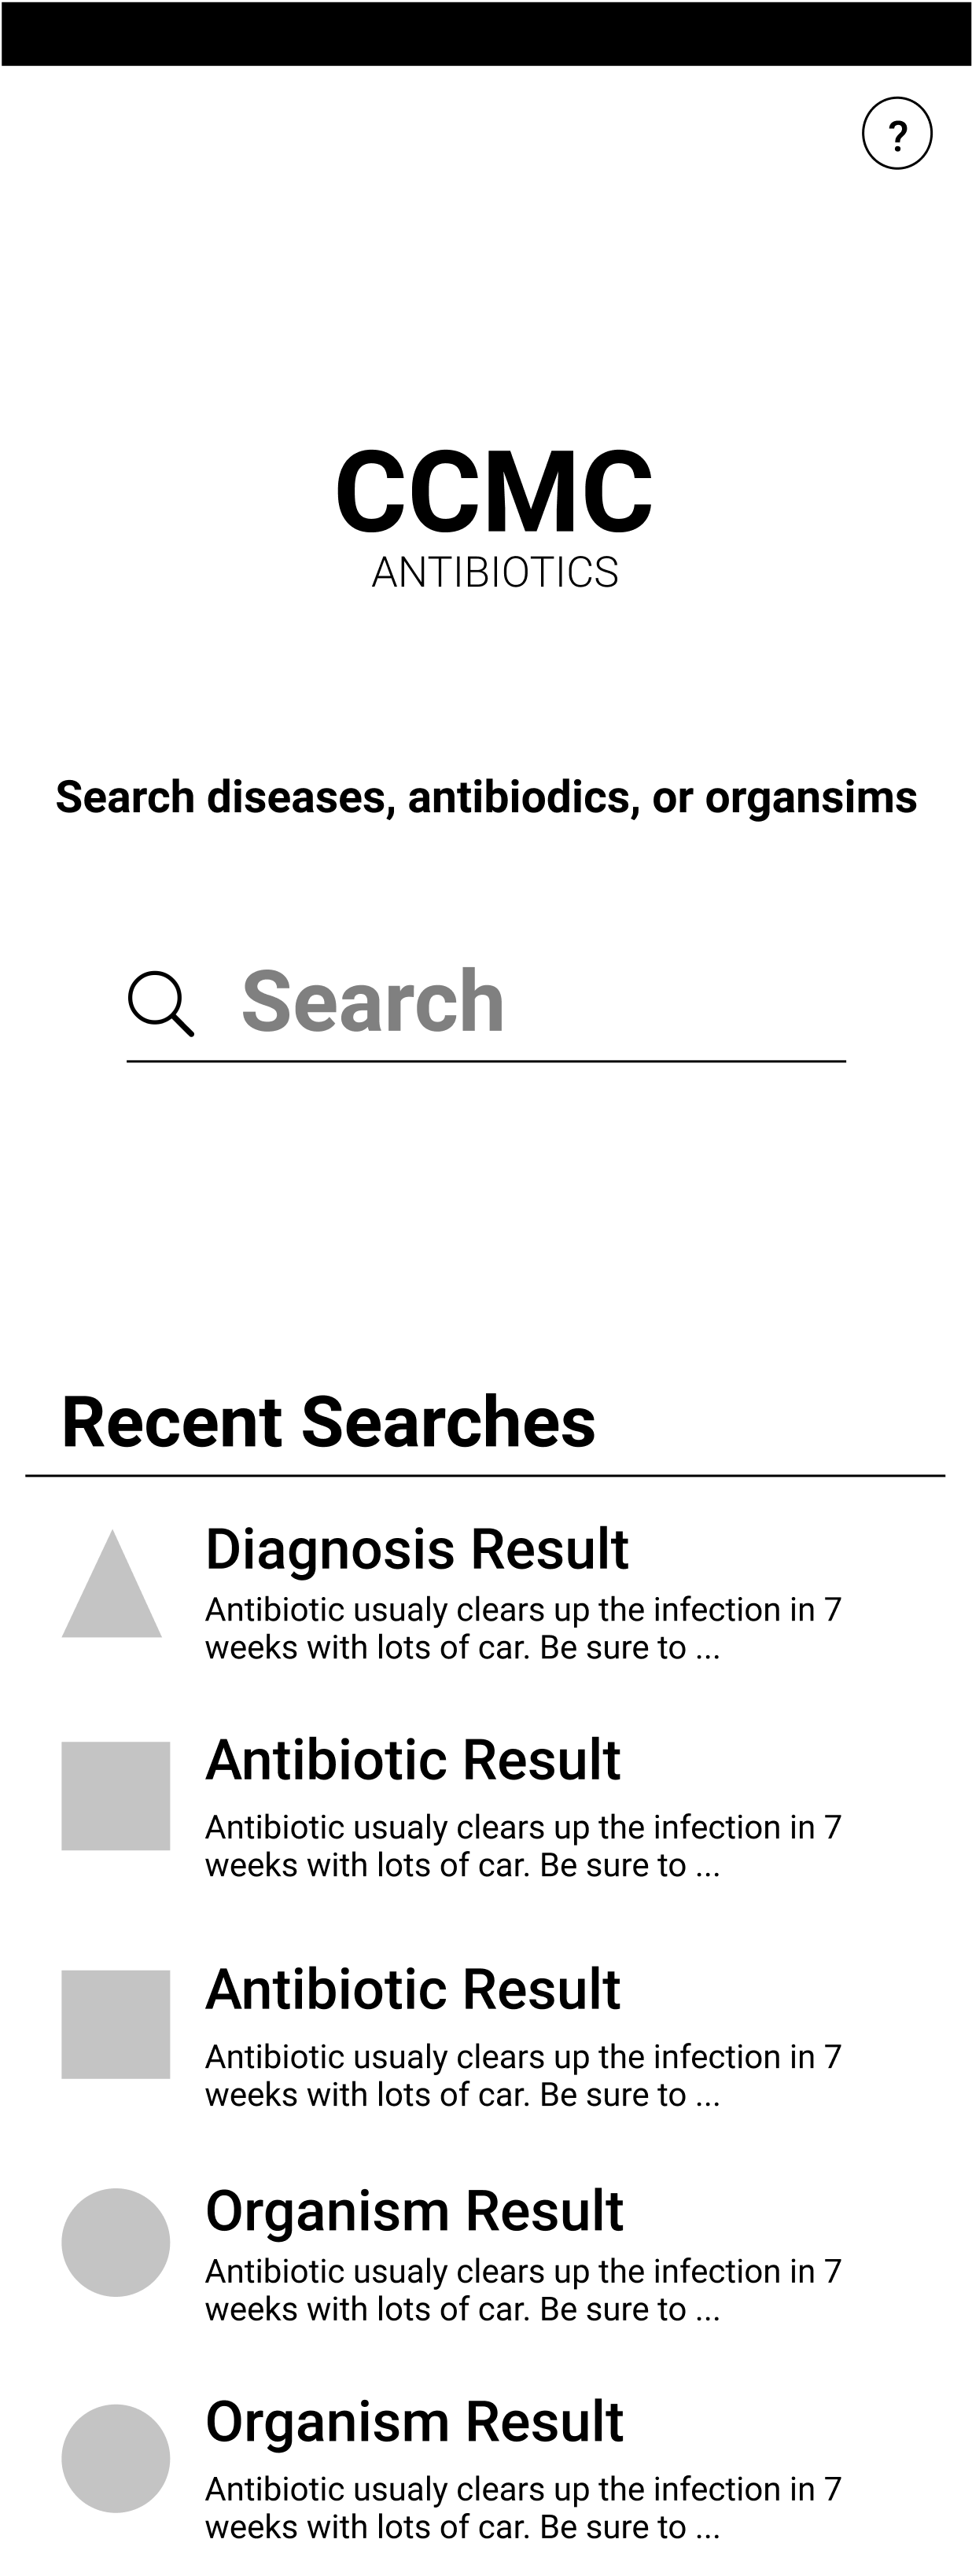 ?
CCMC
ANTIBIOTICS
Search diseases, antibiodics, or organsims
Search
Recent Searches
Diagnosis Result
Antibiotic usualy clears up the infection in 7
weeks with lots of car. Be sure to ...
Antibiotic Result
Antibiotic usualy clears up the infection in 7
weeks with lots of car. Be sure to ...
Antibiotic Result
Antibiotic usualy clears up the infection in 7
weeks with lots of car. Be sure to ...
Organism Result
Antibiotic usualy clears up the infection in 7
weeks with lots of car. Be sure to ...
Organism Result
Antibiotic usualy clears up the infection in 7
weeks with lots of car. Be sure to ...